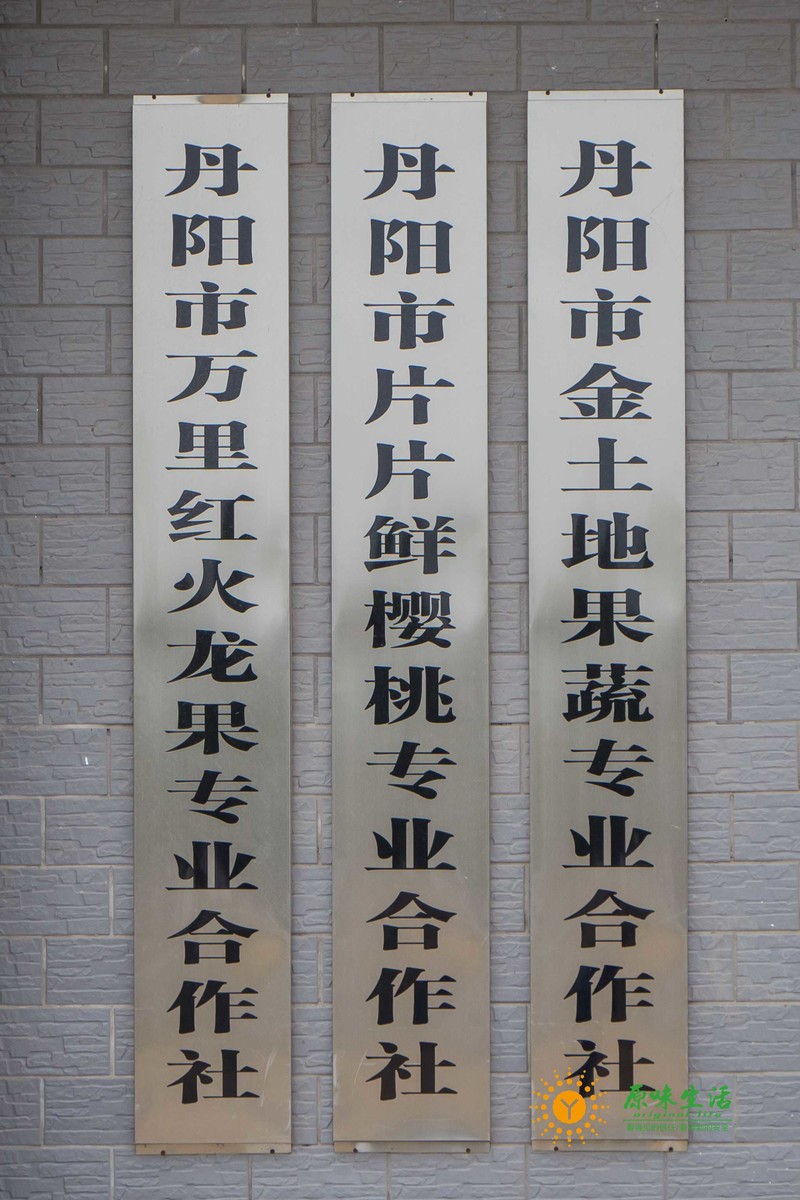 丹阳市万里红火龙果专业合作社
丹阳市片片鲜樱桃专业合作社
丹阳市金土地果蔬专业合作社
原味生活
original life